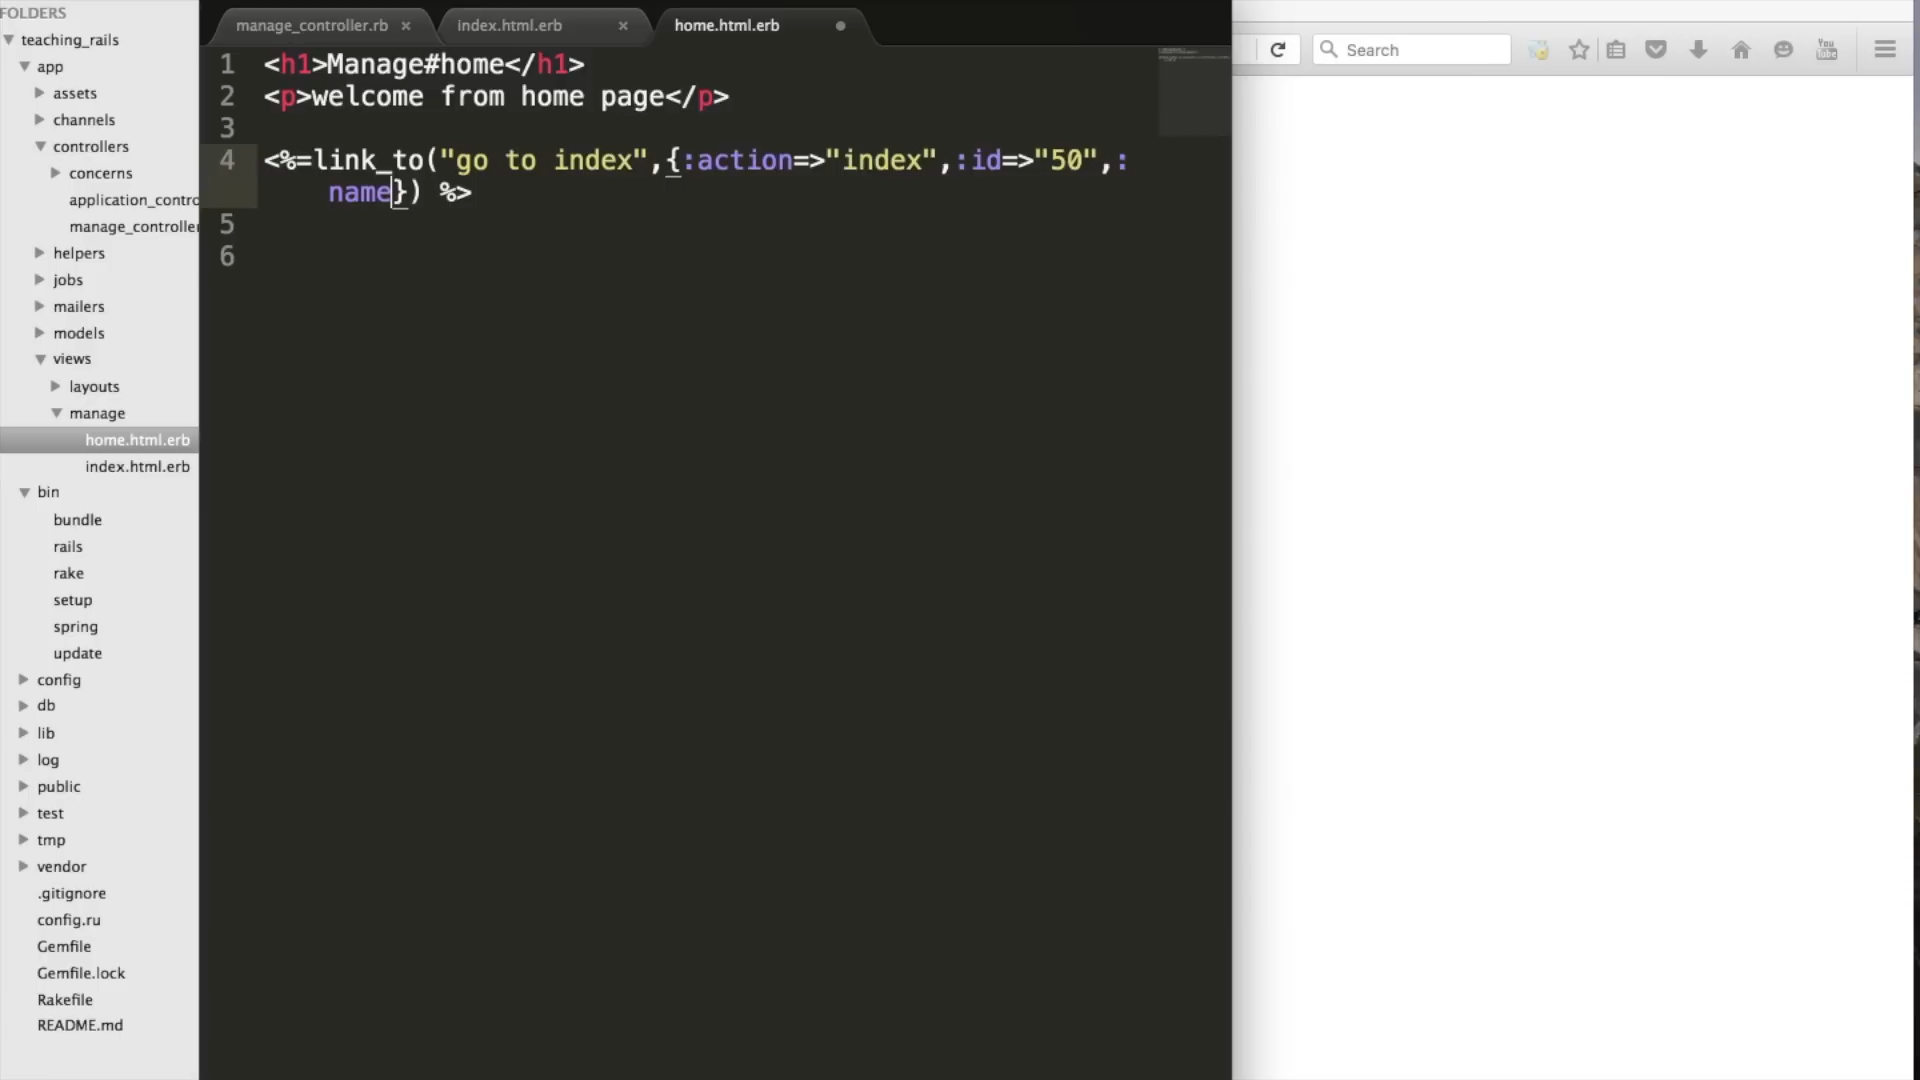 FOLDERS
teaching_rails
app
assets
channels
controllers
concerns
application_contro
manage_controller
helpers
jobs
mailers
models
views
layouts
manage
home.html.erb
index.html.erb
bin
bundle
rails
rake
setup
spring
update
config
db
lib
log
public
test
tmp
vendor
.gitignore
config.ru
Gemfile
Gemfile.lock
Rakefile
README.md
manage_controller.rb × index.html.erb × home.html.erb
1 <h1>Manage#home</h1>
2 <p>welcome from home page</p>
3
4 <%=link_to("go to index",{:action=>"index",:id=>"50",:
name}) %>
5
6
Search
You Tube